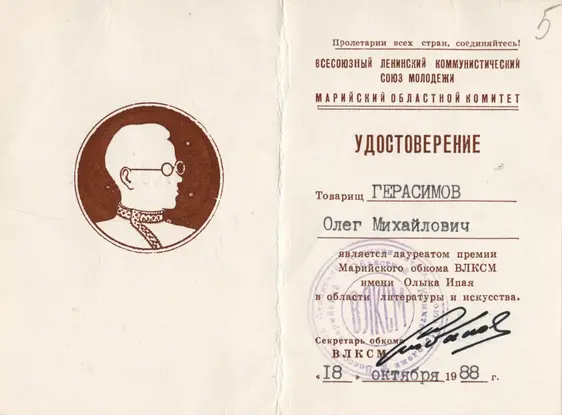 5
Пролетарии всех стран, соединяйтесь!
ВСЕСОЮЗНЫЙ ЛЕНИНСКИЙ КОММУНИСТИЧЕСКИЙ
СОЮЗ МОЛОДЕЖИ
МАРИЙСКИЙ ОБЛАСТНОЙ КОМИТЕТ
УДОСТОВЕРЕНИЕ
Товарищ ГЕРАСИМОВ
Олег Михайлович
является лауреатом премии
Марийского обкома ВЛКСМ
имени Олыка Ипая
в области литературы и искусства.
ВЛКСМ
Секретарь обкома
ВЛКСМ
«18» октября 1988 г.